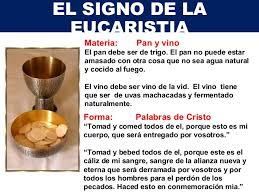 EL SIGNO DE LA
EUCARISTIA
Materia: Pan y vino
El pan debe ser de trigo. El pan no puede estar
amasado con otra cosa que no sea agua natural
y cocido al fuego.
El vino debe ser vino de la vid. El vino tiene
que ser de uvas machacadas y fermentado
naturalmente.
Forma: Palabras de Cristo
“Tomad y comed todos de el, porque esto es mi
cuerpo, que será entregado por vosotros.”
“Tomad y bebed todos de el, porque este es el
cáliz de mi sangre, sangre de la alianza nueva y
eterna que será derramada por vosotros y por
todos los hombres para el perdón de los
pecados. Haced esto en conmemoración mia.”